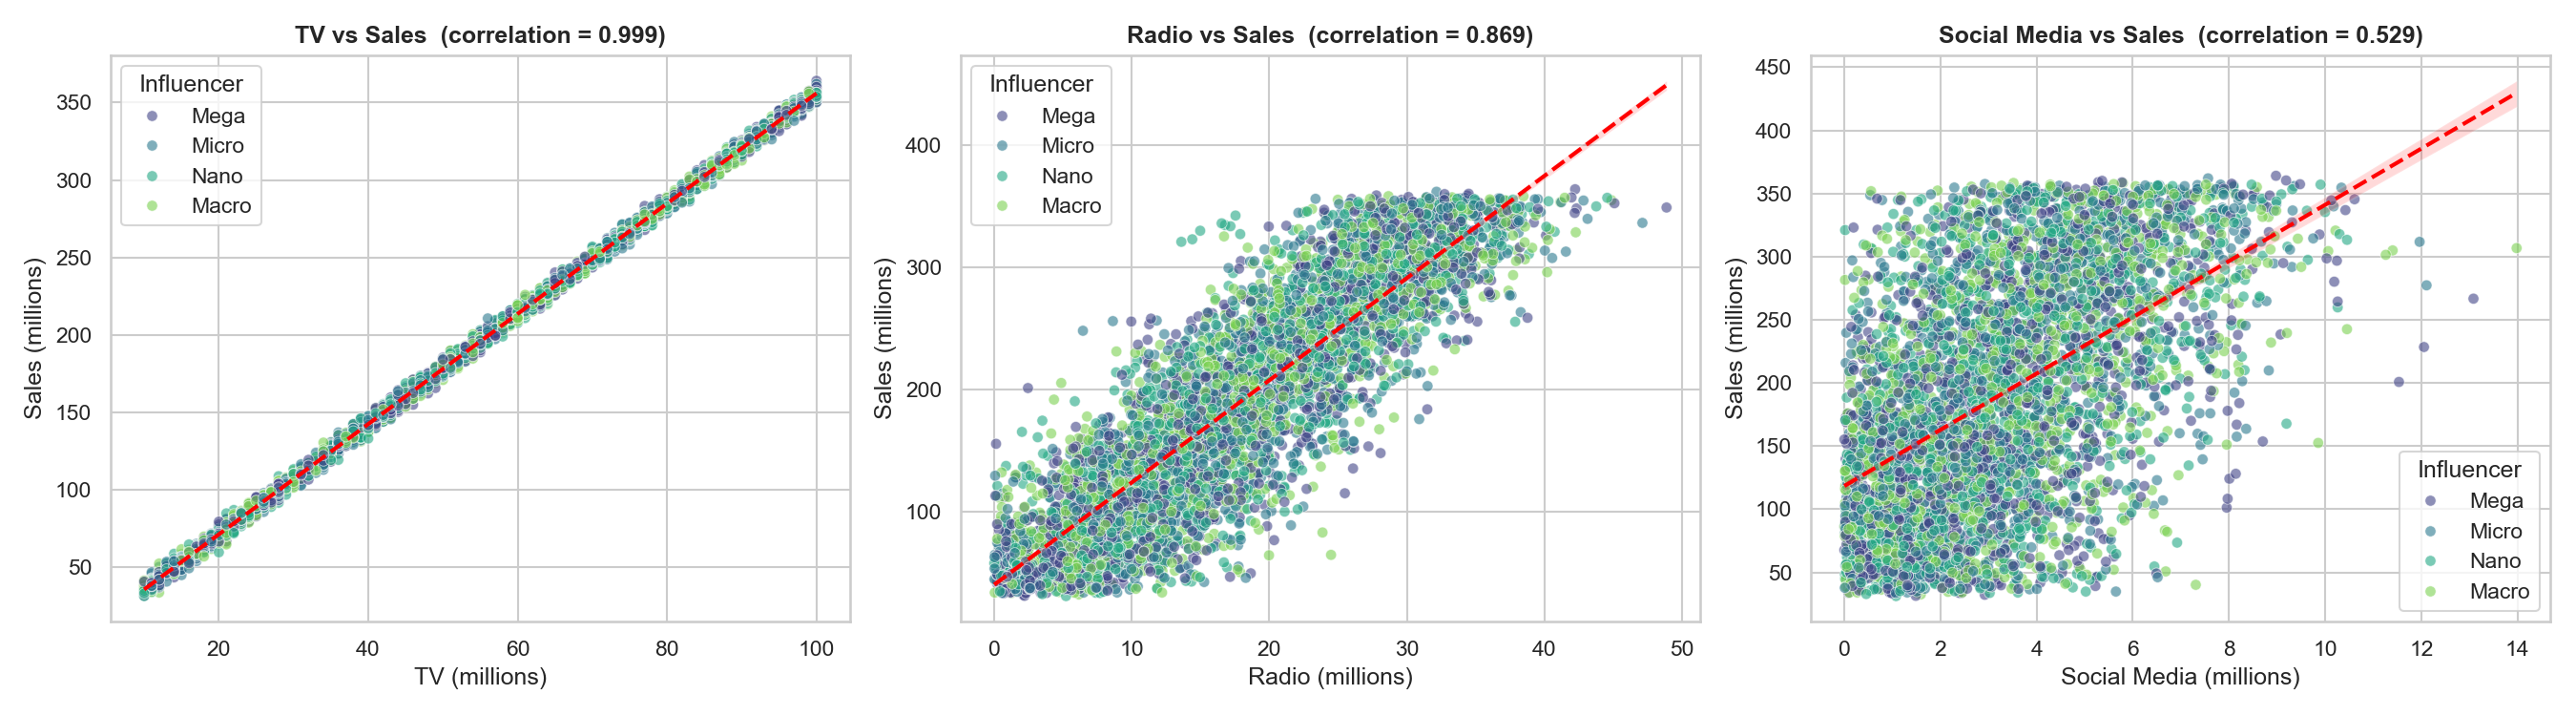 TV vs Sales  (correlation = 0.999)
Influencer
Mega
Micro
Nano
Macro
350
300
250
200
150
100
50
Sales (millions)
20 40 60 80 100
TV (millions)
Radio vs Sales  (correlation = 0.869)
Influencer
Mega
Micro
Nano
Macro
400
300
200
100
Sales (millions)
0 10 20 30 40 50
Radio (millions)
Social Media vs Sales  (correlation = 0.529)
450
400
350
300
250
200
150
100
50
Sales (millions)
Influencer
Mega
Micro
Nano
Macro
0 2 4 6 8 10 12 14
Social Media (millions)